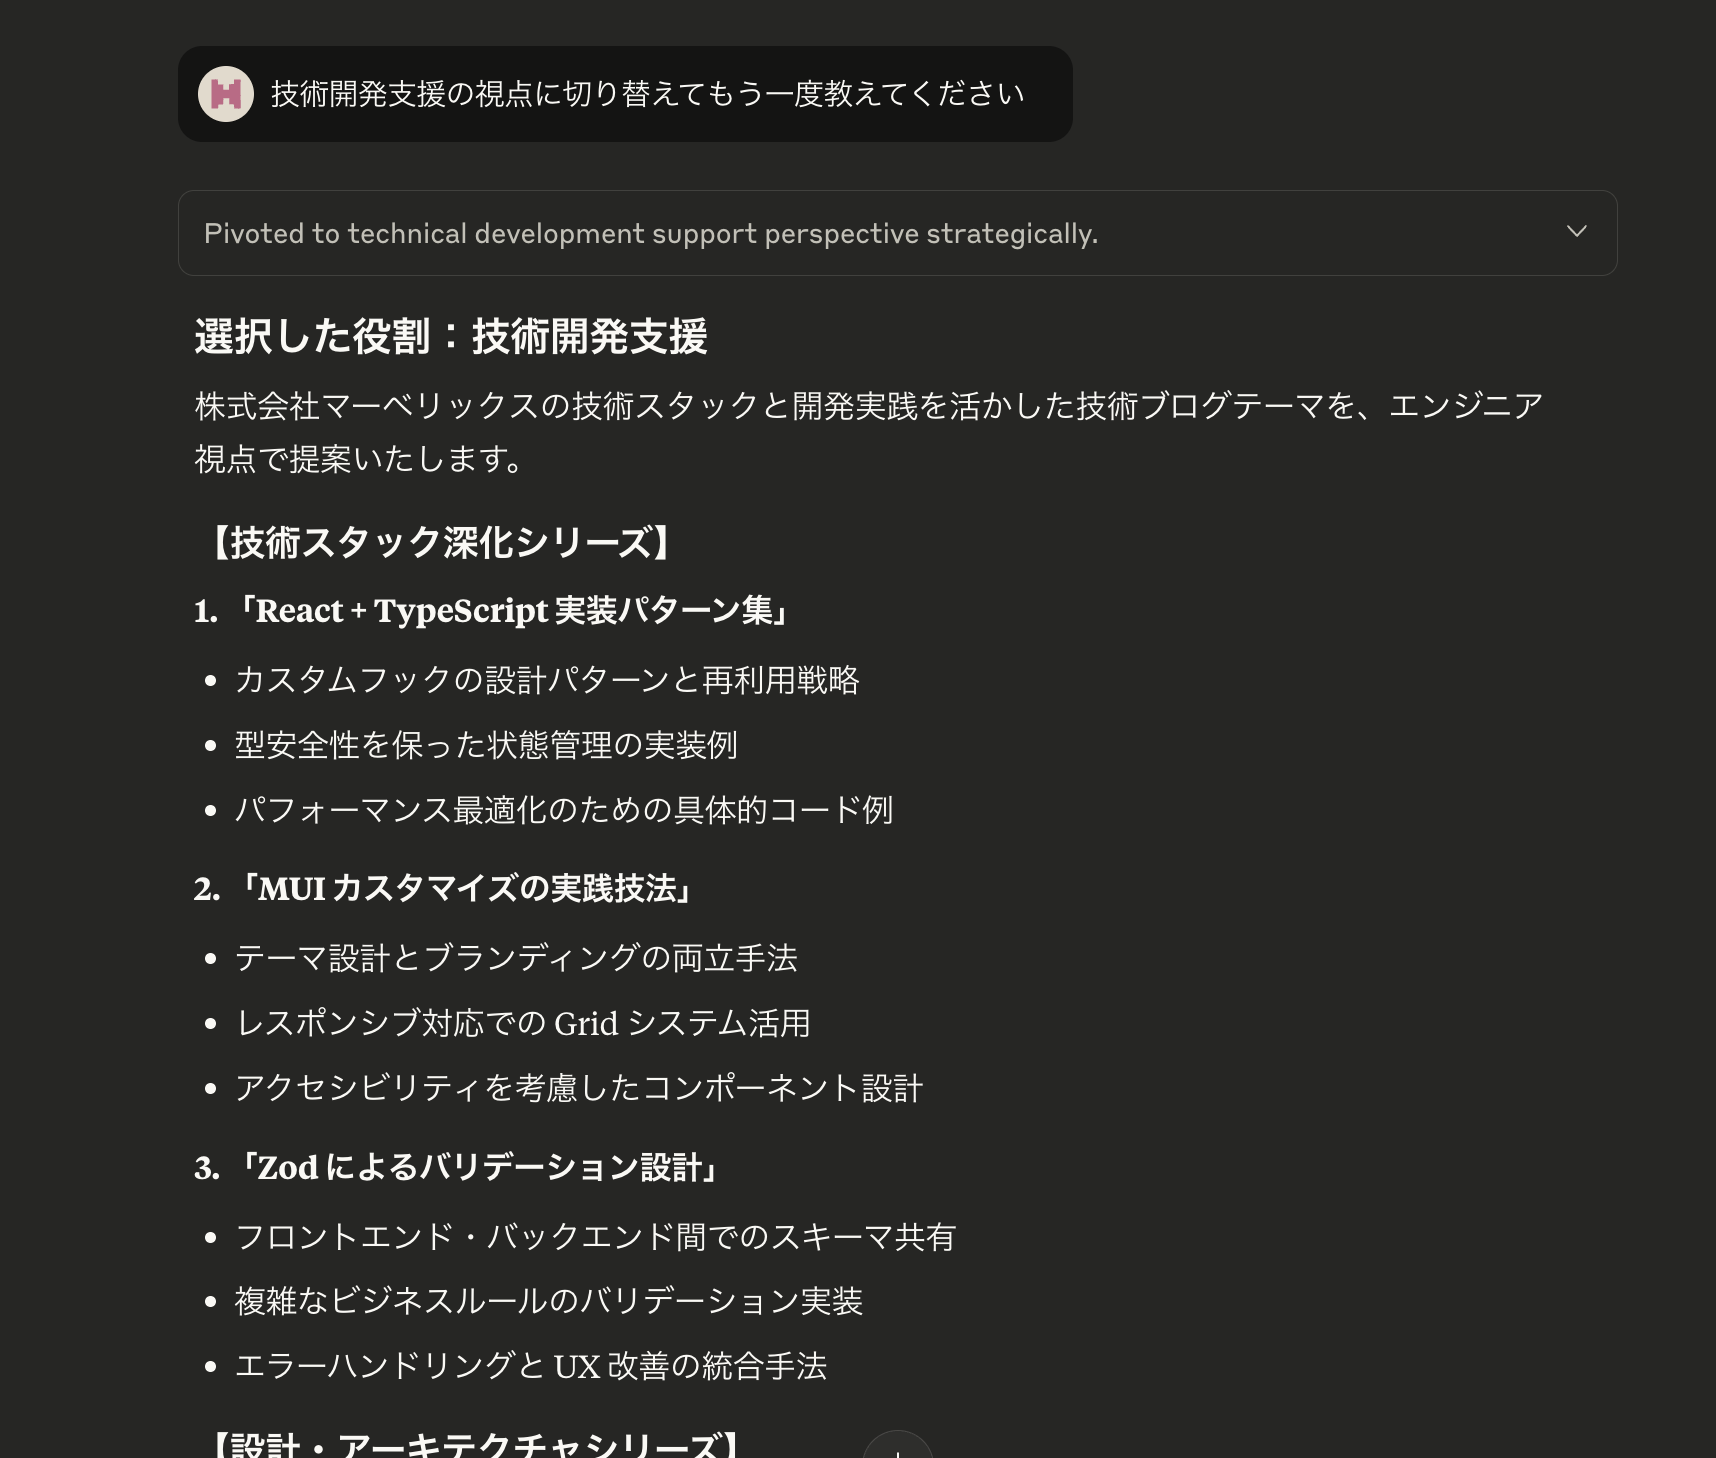 技術開発支援の視点に切り替えてもう一度教えてください
Pivoted to technical development support perspective strategically.
選択した役割：技術開発支援
株式会社マーベリックスの技術スタックと開発実践を活かした技術ブログテーマを、エンジニア
視点で提案いたします。
【技術スタック深化シリーズ】
1. 「React + TypeScript 実装パターン集」
• カスタムフックの設計パターンと再利用戦略
• 型安全性を保った状態管理の実装例
• パフォーマンス最適化のための具体的コード例
2. 「MUI カスタマイズの実践技法」
• テーマ設計とブランディングの両立手法
• レスポンシブ対応での Grid システム活用
• アクセシビリティを考慮したコンポーネント設計
3. 「Zod によるバリデーション設計」
• フロントエンド・バックエンド間でのスキーマ共有
• 複雑なビジネスルールのバリデーション実装
• エラーハンドリングと UX 改善の統合手法
【設計・アーキテクチャシリーズ】